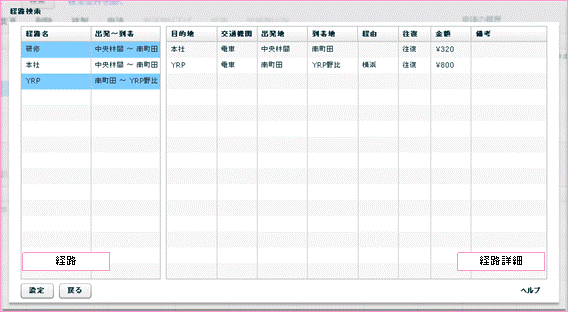 経路検索
経路名 出発～到着
研修 中央林間 ～ 南町田
本社 中央林間 ～ 南町田
YRP 南町田 ～ YRP野比
目的地 交通機関 出発地 到着地 経由 往復 金額 備考
本社 電車 中央林間 南町田 往復 ¥320
YRP 電車 南町田 YRP野比 横浜 往復 ¥800
経路
経路詳細
設定 戻る ヘルプ